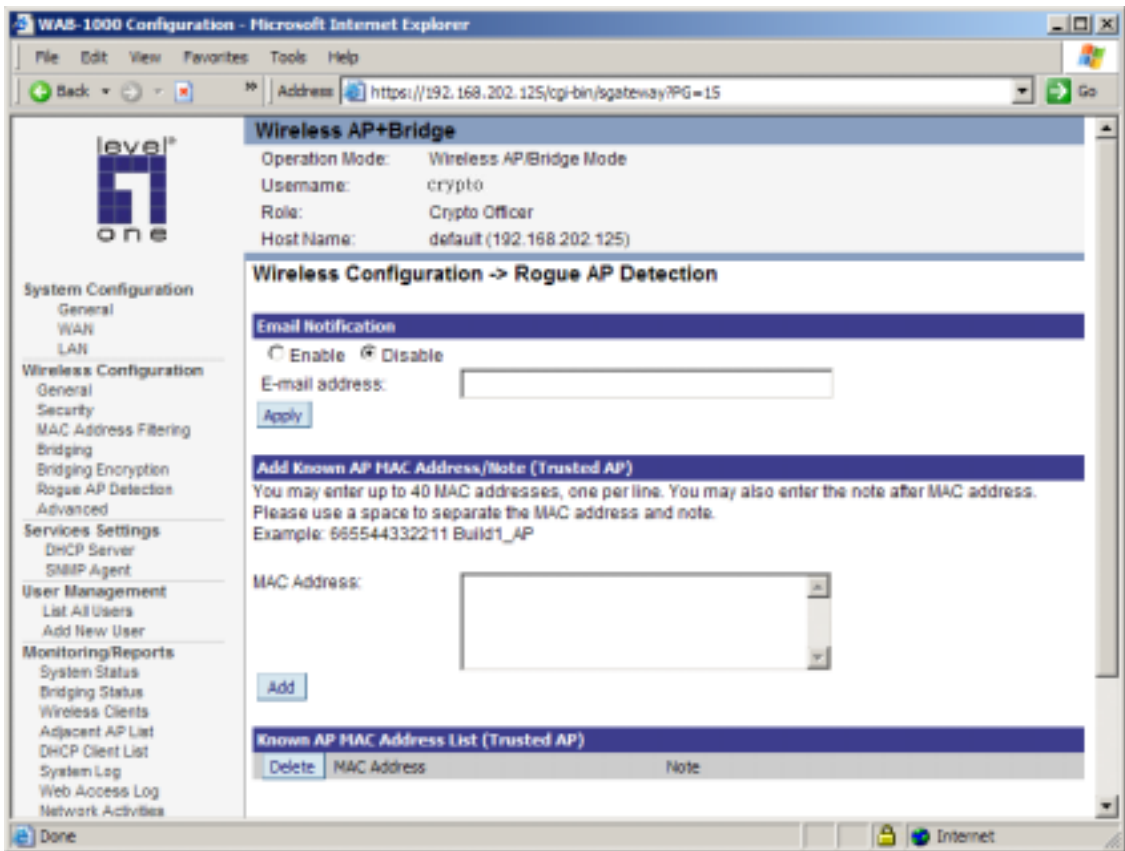 WAB-1000 Configuration - Microsoft Internet Explorer
File Edit View Favorites Tools Help
Back Address https://192.168.202.125/cgi-bin/sgateway?PG=15 Go
level one
Wireless AP+Bridge
Operation Mode: Wireless AP/Bridge Mode
Username: crypto
Role: Crypto Officer
Host Name: default (192.168.202.125)
System Configuration
General
WAN
LAN
Wireless Configuration
General
Security
MAC Address Filtering
Bridging
Bridging Encryption
Rogue AP Detection
Advanced
Services Settings
DHCP Server
SNMP Agent
User Management
List All Users
Add New User
Monitoring/Reports
System Status
Bridging Status
Wireless Clients
Adjacent AP List
DHCP Client List
System Log
Web Access Log
Network Activities
Wireless Configuration -> Rogue AP Detection
Email Notification
Enable Disable
E-mail address:
Apply
Add Known AP MAC Address/Note (Trusted AP)
You may enter up to 40 MAC addresses, one per line. You may also enter the note after MAC address.
Please use a space to separate the MAC address and note.
Example: 665544332211 Build1_AP
MAC Address:
Add
Known AP MAC Address List (Trusted AP)
Delete MAC Address Note
Done Internet